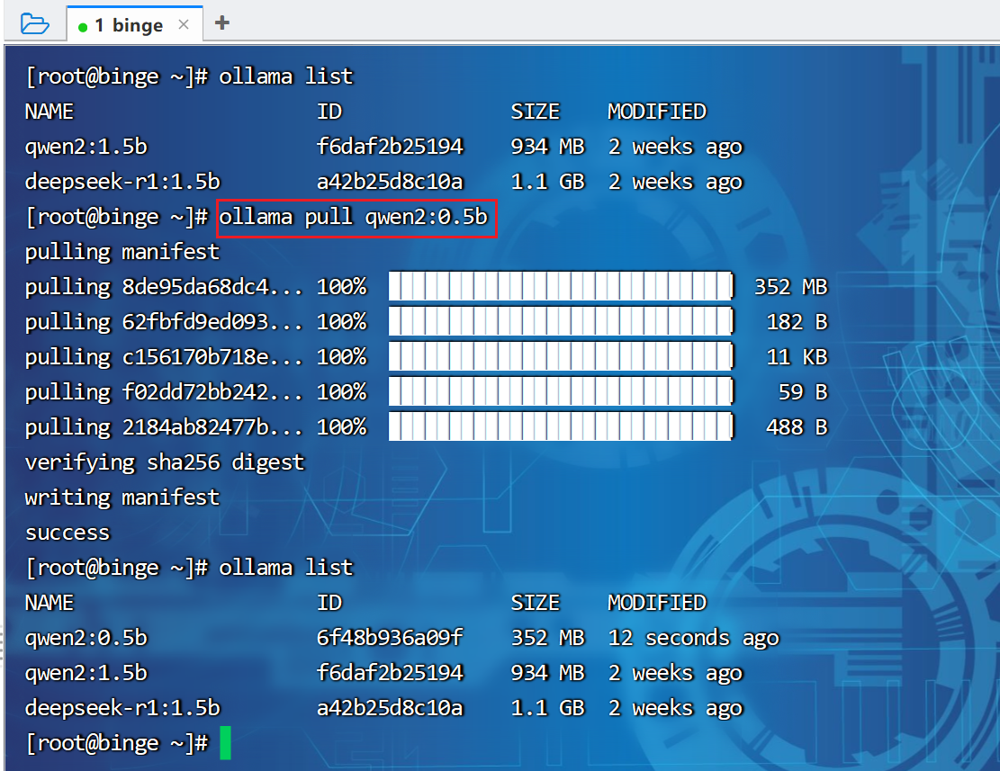 1 binge × +
[root@binge ~]# ollama list
NAME ID SIZE MODIFIED
qwen2:1.5b f6daf2b25194 934 MB 2 weeks ago
deepseek-r1:1.5b a42b25d8c10a 1.1 GB 2 weeks ago
[root@binge ~]# ollama pull qwen2:0.5b
pulling manifest
pulling 8de95da68dc4... 100% 352 MB
pulling 62fbfd9ed093... 100% 182 B
pulling c156170b718e... 100% 11 KB
pulling f02dd72bb242... 100% 59 B
pulling 2184ab82477b... 100% 488 B
verifying sha256 digest
writing manifest
success
[root@binge ~]# ollama list
NAME ID SIZE MODIFIED
qwen2:0.5b 6f48b936a09f 352 MB 12 seconds ago
qwen2:1.5b f6daf2b25194 934 MB 2 weeks ago
deepseek-r1:1.5b a42b25d8c10a 1.1 GB 2 weeks ago
[root@binge ~]#